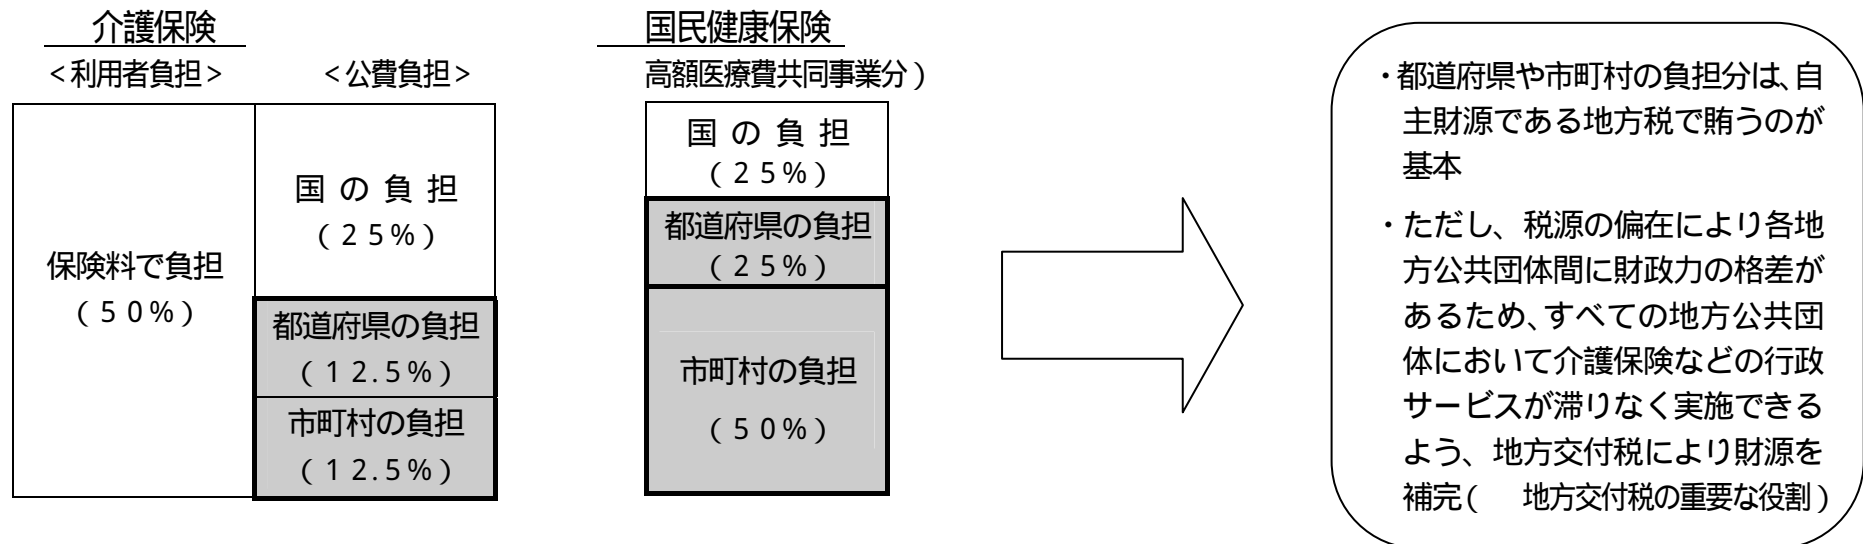 介護保険
<利用者負担>
<公費負担>
保険料で負担
(50%)
国の負担
(25%)
都道府県の負担
(12.5%)
市町村の負担
(12.5%)
国民健康保険
高額医療費共同事業分)
国の負担
(25%)
都道府県の負担
(25%)
市町村の負担
(50%)
・都道府県や市町村の負担分は、自
主財源である地方税で賄うのが
基本
・ただし、税源の偏在により各地
方公共団体間に財政力の格差が
あるため、すべての地方公共団
体において介護保険などの行政
サービスが滞りなく実施できる
よう、地方交付税により財源を
補完( 地方交付税の重要な役割)